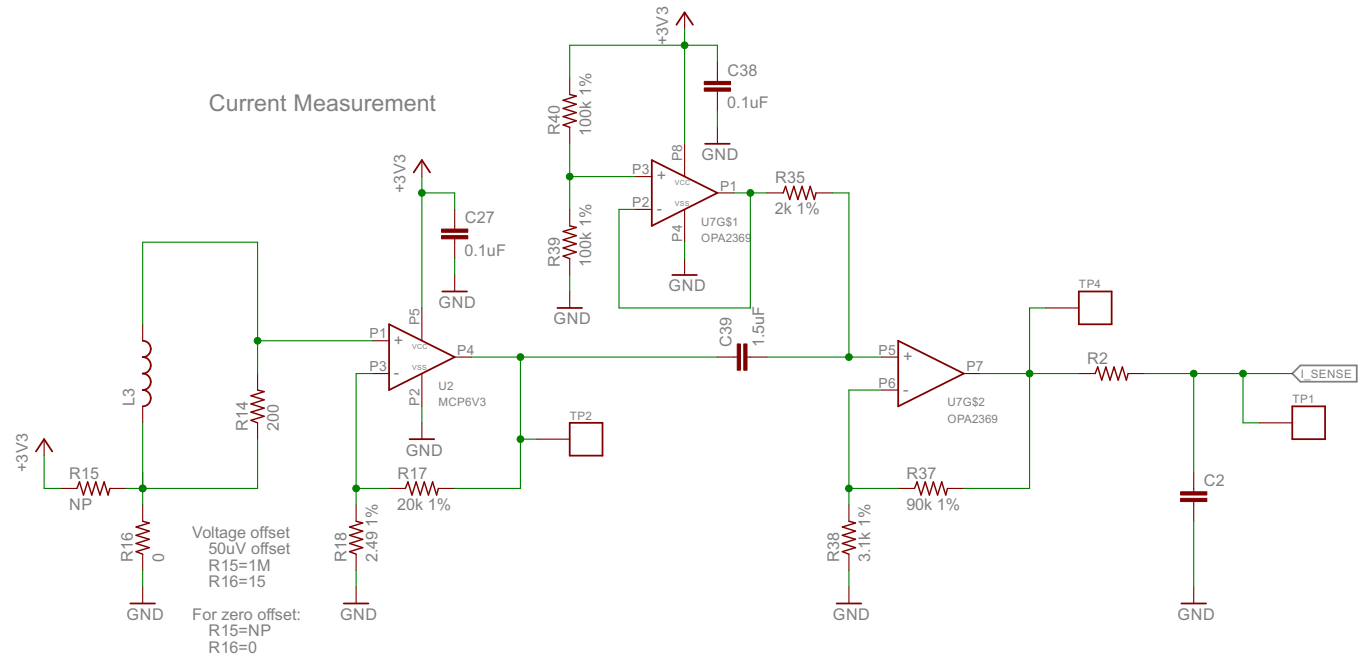 Current Measurement
+3V3
C38
0.1uF
GND
R40
100k 1%
P3
+
P2
-
P8
VCC
VSS
P4
P1
U7G$1
OPA2369
GND
R35
2k 1%
R39
100k 1%
GND
+3V3
C27
0.1uF
GND
P5
P1
+
P3
-
VCC
VSS
P2
P4
U2
MCP6V3
GND
L3
R14
200
+3V3
R15
NP
R16
0
GND
Voltage offset
50uV offset
R15=1M
R16=15
For zero offset:
R15=NP
R16=0
R17
20k 1%
R18
2.49 1%
GND
TP2
C39
1.5uF
P5
+
P6
-
P7
U7G$2
OPA2369
R37
90k 1%
R38
3.1k 1%
GND
TP4
R2
I_SENSE
TP1
C2
GND